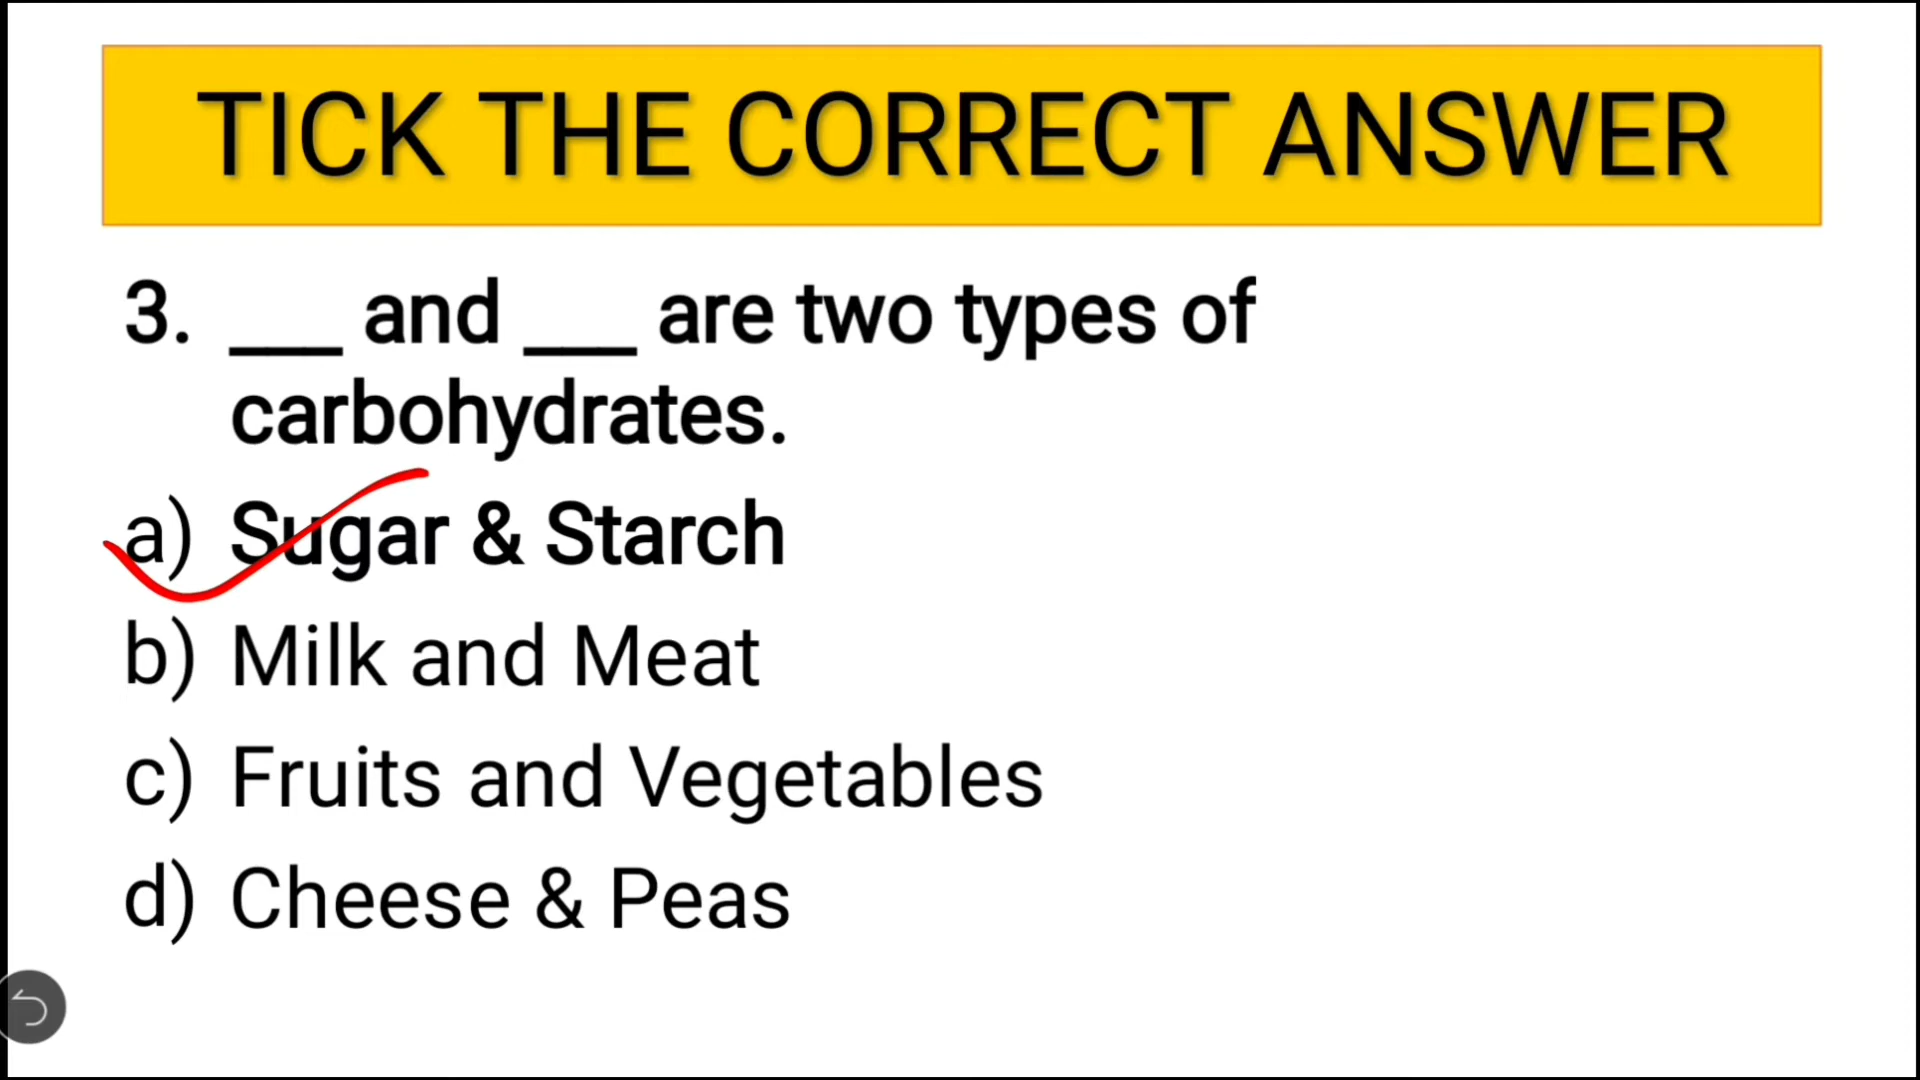 TICK THE CORRECT ANSWER
3. ___ and ___ are two types of
carbohydrates.
a) Sugar & Starch
b) Milk and Meat
c) Fruits and Vegetables
d) Cheese & Peas